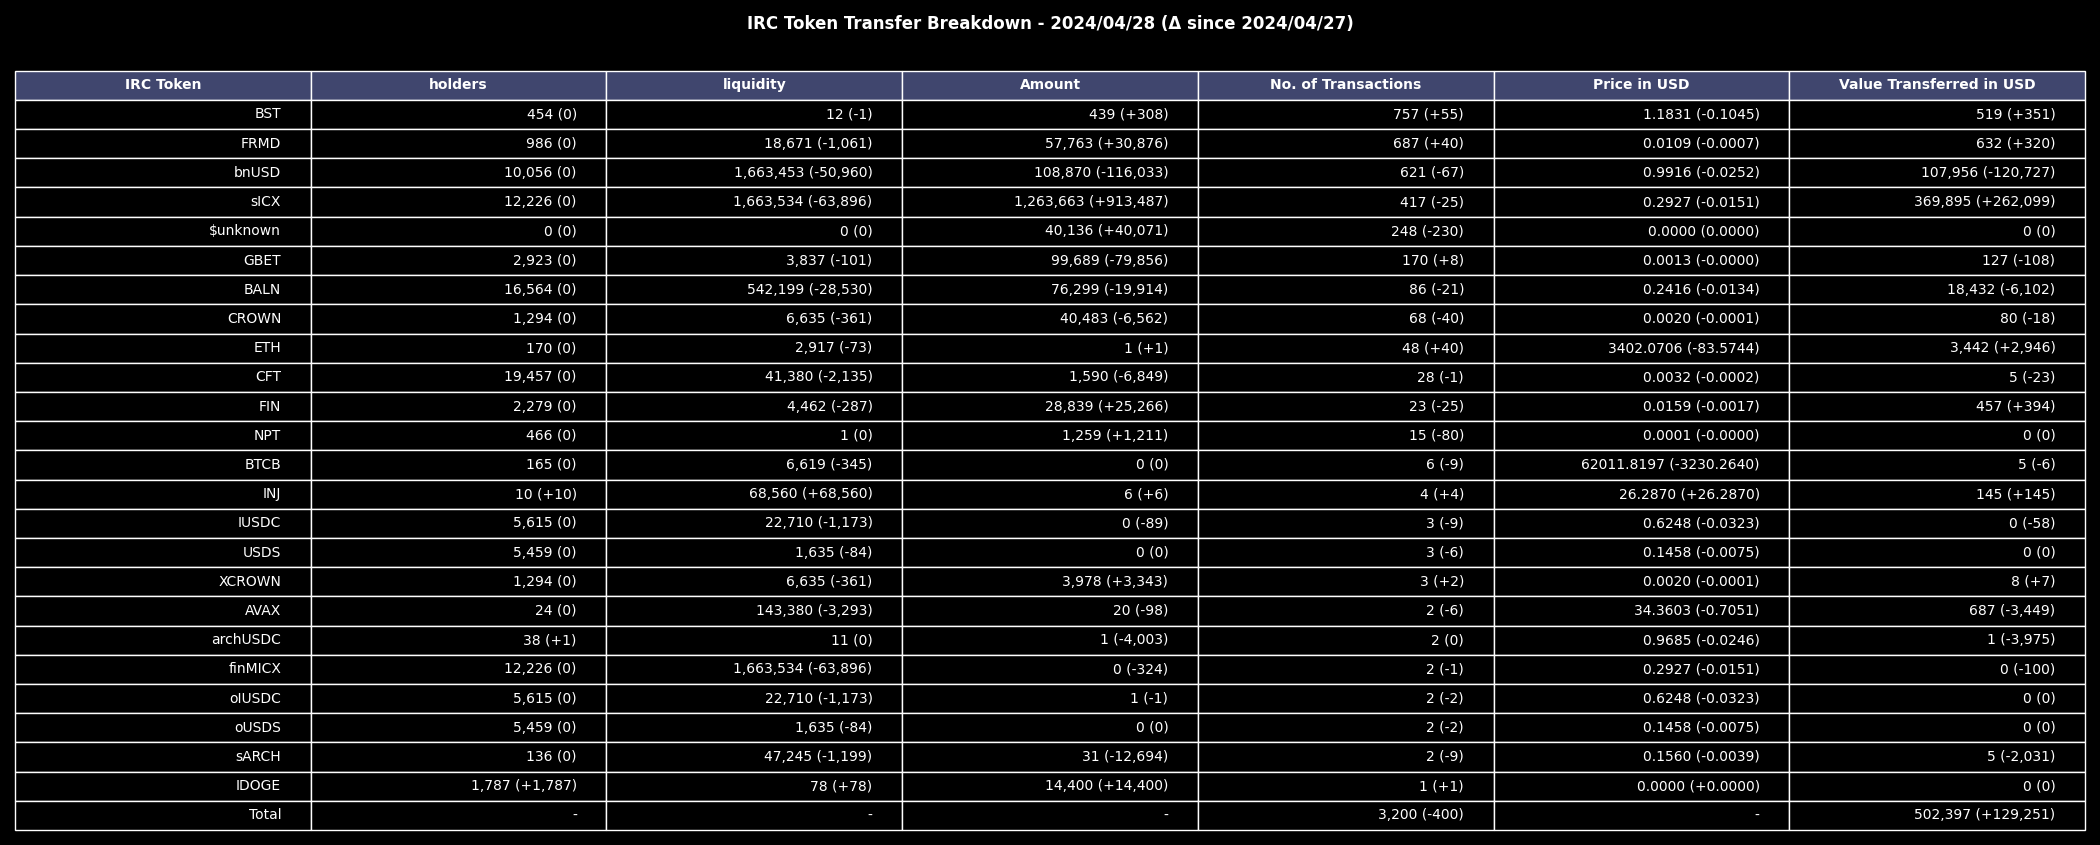 IRC Token Transfer Breakdown - 2024/04/28 (Δ since 2024/04/27)
IRC Token holders liquidity Amount No. of Transactions Price in USD Value Transferred in USD
BST 454 (0) 12 (-1) 439 (+308) 757 (+55) 1.1831 (-0.1045) 519 (+351)
FRMD 986 (0) 18,671 (-1,061) 57,763 (+30,876) 687 (+40) 0.0109 (-0.0007) 632 (+320)
bnUSD 10,056 (0) 1,663,453 (-50,960) 108,870 (-116,033) 621 (-67) 0.9916 (-0.0252) 107,956 (-120,727)
sICX 12,226 (0) 1,663,534 (-63,896) 1,263,663 (+913,487) 417 (-25) 0.2927 (-0.0151) 369,895 (+262,099)
$unknown 0 (0) 0 (0) 40,136 (+40,071) 248 (-230) 0.0000 (0.0000) 0 (0)
GBET 2,923 (0) 3,837 (-101) 99,689 (-79,856) 170 (+8) 0.0013 (-0.0000) 127 (-108)
BALN 16,564 (0) 542,199 (-28,530) 76,299 (-19,914) 86 (-21) 0.2416 (-0.0134) 18,432 (-6,102)
CROWN 1,294 (0) 6,635 (-361) 40,483 (-6,562) 68 (-40) 0.0020 (-0.0001) 80 (-18)
ETH 170 (0) 2,917 (-73) 1 (+1) 48 (+40) 3402.0706 (-83.5744) 3,442 (+2,946)
CFT 19,457 (0) 41,380 (-2,135) 1,590 (-6,849) 28 (-1) 0.0032 (-0.0002) 5 (-23)
FIN 2,279 (0) 4,462 (-287) 28,839 (+25,266) 23 (-25) 0.0159 (-0.0017) 457 (+394)
NPT 466 (0) 1 (0) 1,259 (+1,211) 15 (-80) 0.0001 (-0.0000) 0 (0)
BTCB 165 (0) 6,619 (-345) 0 (0) 6 (-9) 62011.8197 (-3230.2640) 5 (-6)
INJ 10 (+10) 68,560 (+68,560) 6 (+6) 4 (+4) 26.2870 (+26.2870) 145 (+145)
IUSDC 5,615 (0) 22,710 (-1,173) 0 (-89) 3 (-9) 0.6248 (-0.0323) 0 (-58)
USDS 5,459 (0) 1,635 (-84) 0 (0) 3 (-6) 0.1458 (-0.0075) 0 (0)
XCROWN 1,294 (0) 6,635 (-361) 3,978 (+3,343) 3 (+2) 0.0020 (-0.0001) 8 (+7)
AVAX 24 (0) 143,380 (-3,293) 20 (-98) 2 (-6) 34.3603 (-0.7051) 687 (-3,449)
archUSDC 38 (+1) 11 (0) 1 (-4,003) 2 (0) 0.9685 (-0.0246) 1 (-3,975)
finMICX 12,226 (0) 1,663,534 (-63,896) 0 (-324) 2 (-1) 0.2927 (-0.0151) 0 (-100)
oIUSDC 5,615 (0) 22,710 (-1,173) 1 (-1) 2 (-2) 0.6248 (-0.0323) 0 (0)
oUSDS 5,459 (0) 1,635 (-84) 0 (0) 2 (-2) 0.1458 (-0.0075) 0 (0)
sARCH 136 (0) 47,245 (-1,199) 31 (-12,694) 2 (-9) 0.1560 (-0.0039) 5 (-2,031)
IDOGE 1,787 (+1,787) 78 (+78) 14,400 (+14,400) 1 (+1) 0.0000 (+0.0000) 0 (0)
Total - - - 3,200 (-400) - 502,397 (+129,251)